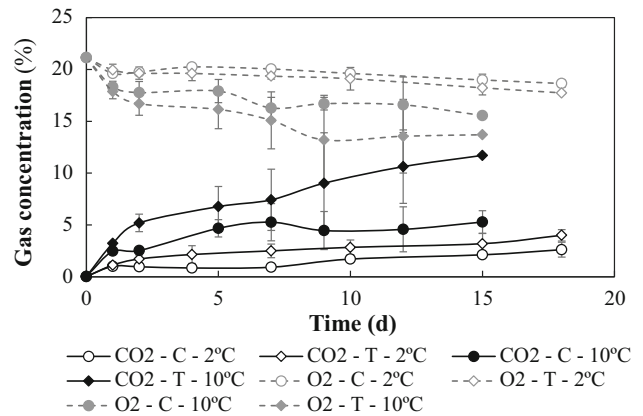 25
20
15
10
5
0
Gas concentration (%)
0 5 10 15 20
Time (d)
CO2 - C - 2ºC CO2 - T - 2ºC CO2 - C - 10ºC
CO2 - T - 10ºC O2 - C - 2ºC O2 - T - 2ºC
O2 - C - 10ºC O2 - T - 10ºC